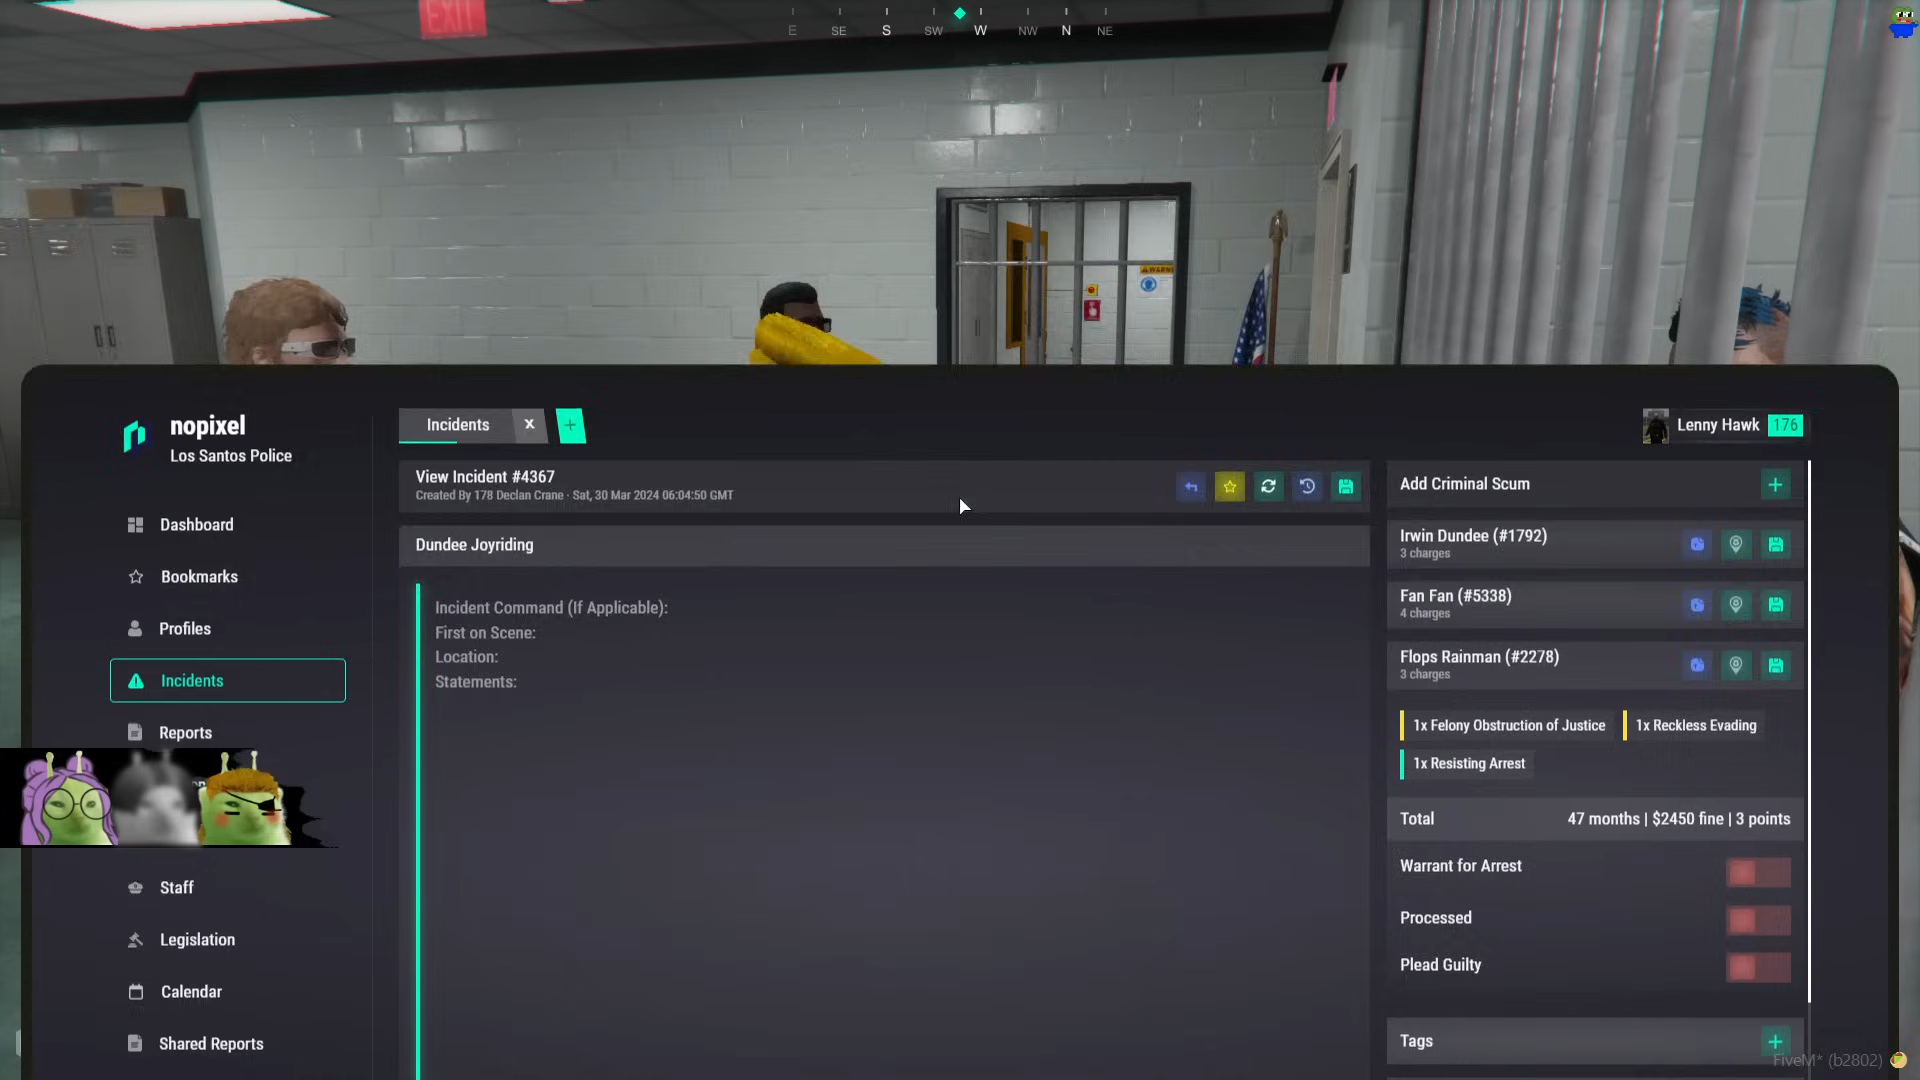 EXIT
E SE S SW W NW N NE
WARNING
nopixel
Los Santos Police
Dashboard
Bookmarks
Profiles
Incidents
Reports
Staff
Legislation
Calendar
Shared Reports
Incidents x +
Lenny Hawk 176
View Incident #4367
Created By 178 Declan Crane · Sat, 30 Mar 2024 06:04:50 GMT
Dundee Joyriding
Incident Command (If Applicable):
First on Scene:
Location:
Statements:
Add Criminal Scum +
Irwin Dundee (#1792)
3 charges
Fan Fan (#5338)
4 charges
Flops Rainman (#2278)
3 charges
1x Felony Obstruction of Justice
1x Reckless Evading
1x Resisting Arrest
Total 47 months | $2450 fine | 3 points
Warrant for Arrest
Processed
Plead Guilty
Tags +
FiveM* (b2802)